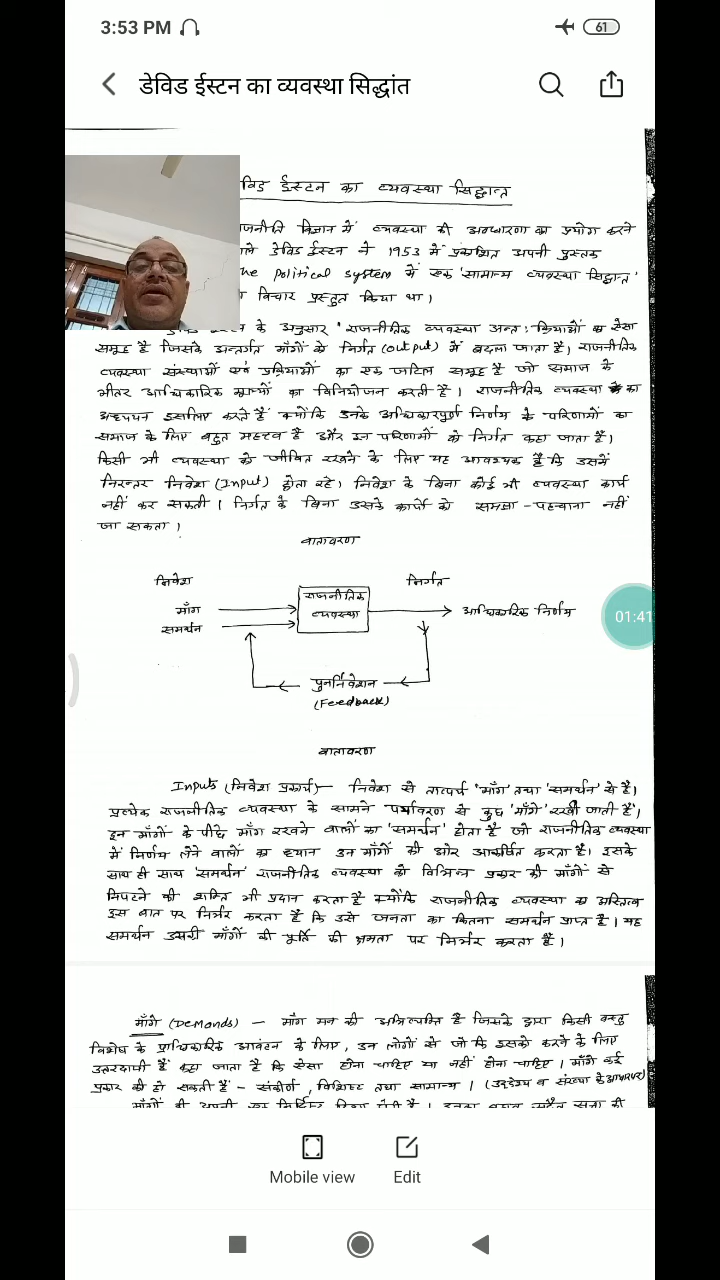 3:53 PM
61
डेविड ईस्टन का व्यवस्था सिद्धांत
विड ईस्टन का व्यवस्था सिद्धान्त
जनीति विज्ञान में व्यवस्था की अवधारणा का प्रयोग करने
ले डेविड ईस्टन ने 1953 में प्रकाशित अपनी पुस्तक
he political system में एक 'सामान्य व्यवस्था सिद्धान्त'
विचार प्रस्तुत किया था।
के अनुसार "राजनीतिक व्यवस्था अन्त: क्रियाओं का ऐसा
समूह है जिसके अन्तर्गत माँगों को निर्गत (output) में बदला जाता है। राजनीतिक
व्यवस्था संस्थाओं एवं प्रक्रियाओं का एक जटिल समूह है जो समाज के
भीतर आधिकारिक मूल्यों का विनियोजन करती है। राजनीतिक व्यवस्था का
अध्ययन इसलिए करते हैं क्योंकि उनके अधिकारपूर्ण निर्णय के परिणामों का
समाज के लिए बहुत महत्व है और इन परिणामों को निर्गत कहा जाता है।
किसी भी व्यवस्था को जीवित रखने के लिए यह आवश्यक है कि उसमें
निरन्तर निवेश (Input) होता रहे। निवेश के बिना कोई भी व्यवस्था कार्य
नहीं कर सकती। निर्गत के बिना उसके कार्यों को समझा-पहचाना नहीं
जा सकता।
वातावरण
निवेश निर्गत
राजनीतिक
माँग व्यवस्था आधिकारिक निर्णय
समर्थन
01:41
पुनर्निवेशन
(Feedback)
वातावरण
Inputs (निवेश प्रकार्य)— निवेश से तात्पर्य 'माँग' तथा 'समर्थन' से है।
प्रत्येक राजनीतिक व्यवस्था के सामने पर्यावरण से कुछ 'माँगें' रखी जाती हैं।
इन माँगों के पीछे माँग रखने वालों का 'समर्थन' होता है जो राजनीतिक व्यवस्था
में निर्णय लेने वालों का ध्यान उन माँगों की ओर आकर्षित करता है। इसके
साथ ही साथ 'समर्थन' राजनीतिक व्यवस्था को विभिन्न प्रकार की माँगों से
निपटने की शक्ति भी प्रदान करता है क्योंकि राजनीतिक व्यवस्था का अस्तित्व
इस बात पर निर्भर करता है कि उसे जनता का कितना समर्थन प्राप्त है। यह
समर्थन उसकी माँगों की पूर्ति की क्षमता पर निर्भर करता है।
माँगे (Demands) — माँग मत की अभिव्यक्ति है जिसके द्वारा किसी वस्तु
विशेष के प्राधिकारिक आवंटन के लिए, उन लोगों से जो कि इसको करने के लिए
उत्तरदायी हैं कहा जाता है कि ऐसा होना चाहिए या नहीं होना चाहिए। माँगें कई
प्रकार की हो सकती हैं - संकीर्ण, विशिष्ट तथा सामान्य। (उद्देश्य व संख्या के आधार पर)
Mobile view
Edit